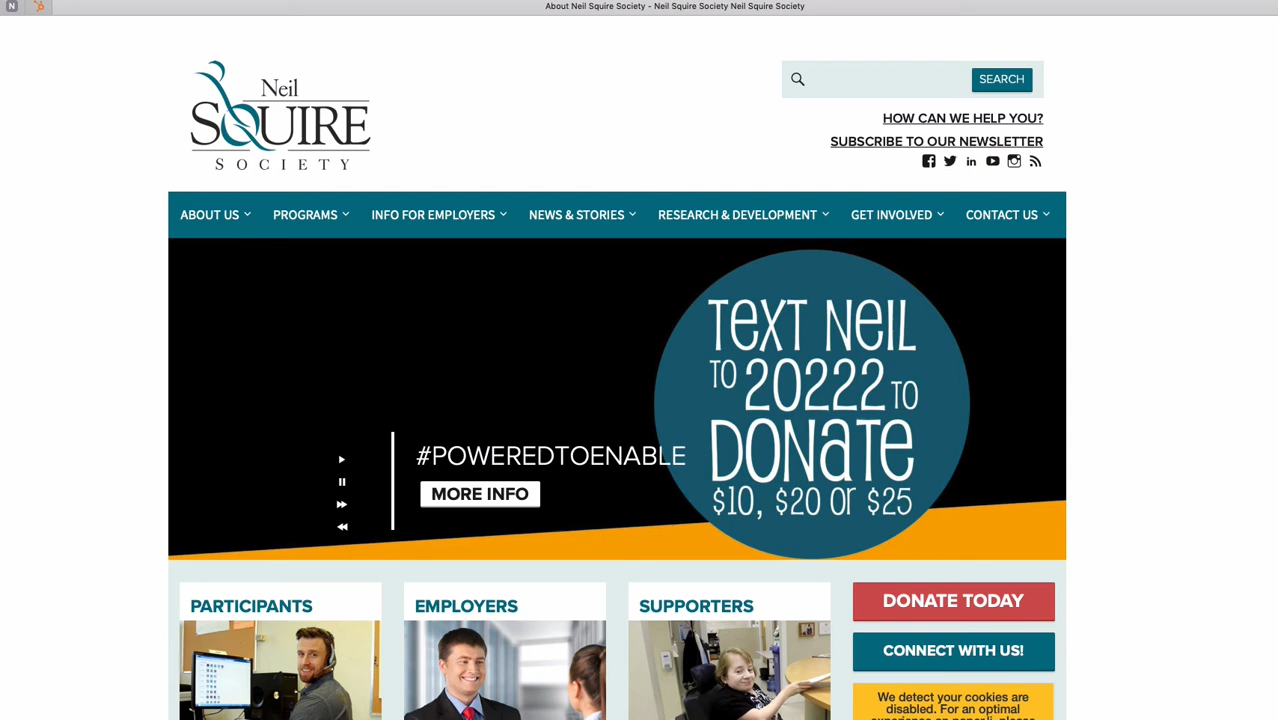 N
About Neil Squire Society - Neil Squire Society Neil Squire Society
Neil
SQUIRE
SOCIETY
SEARCH
HOW CAN WE HELP YOU?
SUBSCRIBE TO OUR NEWSLETTER
in
ABOUT US
PROGRAMS
INFO FOR EMPLOYERS
NEWS & STORIES
RESEARCH & DEVELOPMENT
GET INVOLVED
CONTACT US
TEXT NEIL
TO 20222 TO
DONATE
$10, $20 or $25
#POWEREDTOENABLE
MORE INFO
PARTICIPANTS
EMPLOYERS
SUPPORTERS
DONATE TODAY
CONNECT WITH US!
We detect your cookies are
disabled. For an optimal